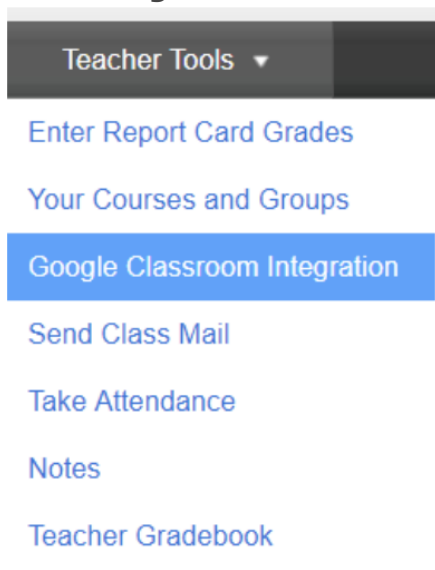 Teacher Tools
Enter Report Card Grades
Your Courses and Groups
Google Classroom Integration
Send Class Mail
Take Attendance
Notes
Teacher Gradebook